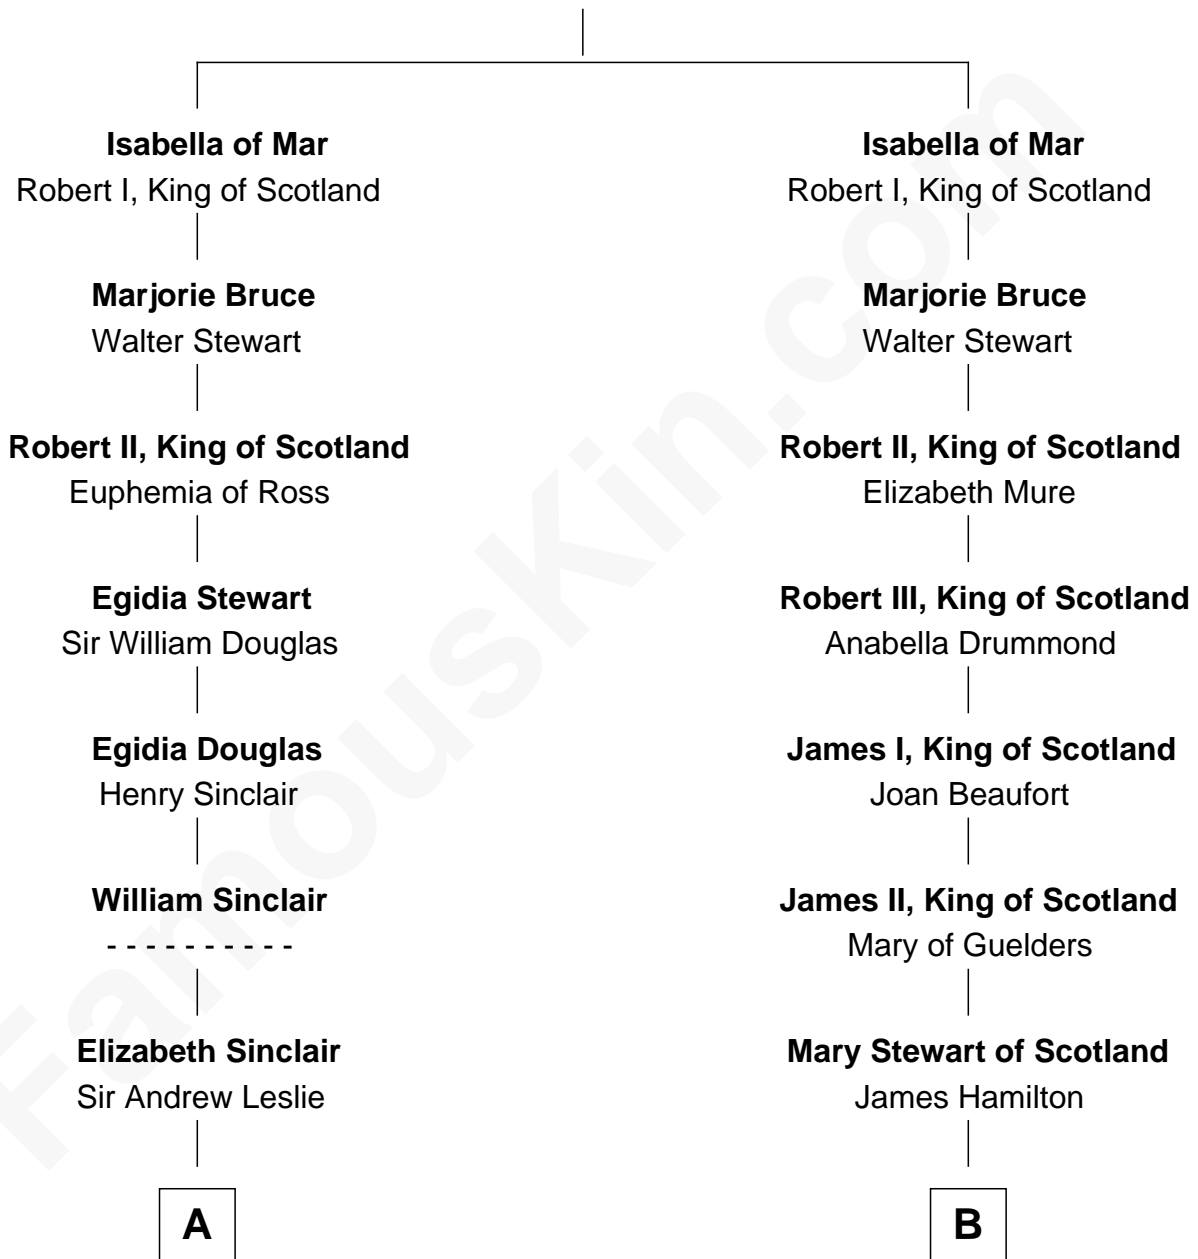 Isabella of Mar
Robert I, King of Scotland
Marjorie Bruce
Walter Stewart
Robert II, King of Scotland
Euphemia of Ross
Egidia Stewart
Sir William Douglas
Egidia Douglas
Henry Sinclair
William Sinclair
- - - - - - - - - -
Elizabeth Sinclair
Sir Andrew Leslie
A
Isabella of Mar
Robert I, King of Scotland
Marjorie Bruce
Walter Stewart
Robert II, King of Scotland
Elizabeth Mure
Robert III, King of Scotland
Anabella Drummond
James I, King of Scotland
Joan Beaufort
James II, King of Scotland
Mary of Guelders
Mary Stewart of Scotland
James Hamilton
B
FamousKin.com